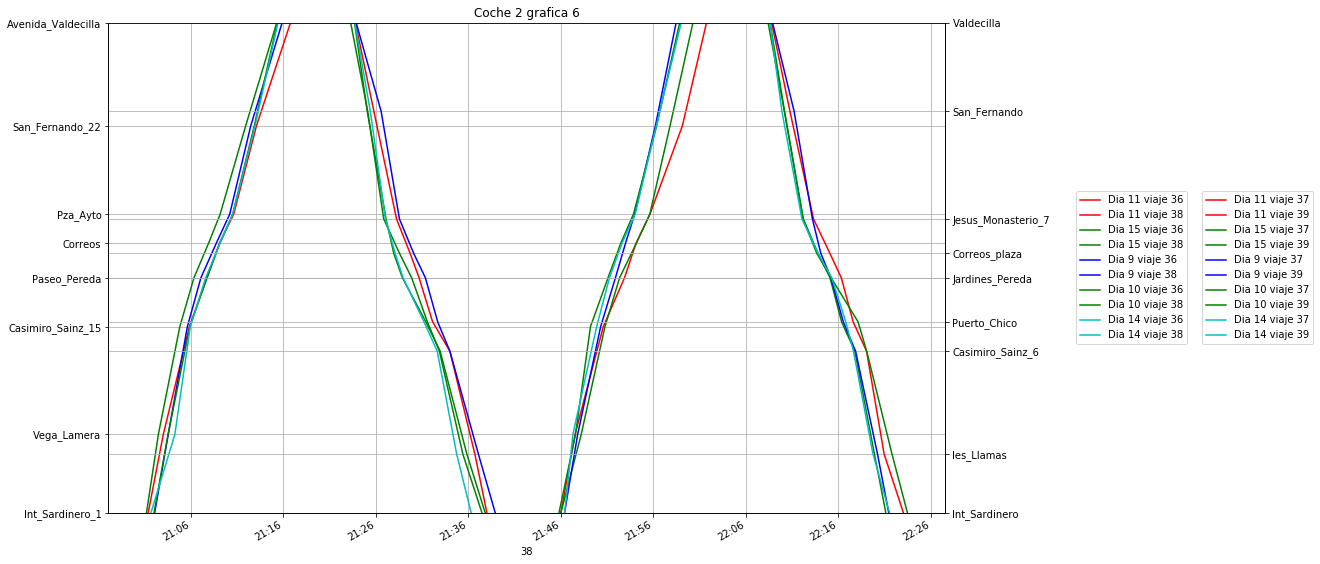 Coche 2 grafica 6
Avenida_Valdecilla
San_Fernando_22
Pza_Ayto
Correos
Paseo_Pereda
Casimiro_Sainz_15
Vega_Lamera
Int_Sardinero_1
Valdecilla
San_Fernando
Jesus_Monasterio_7
Correos_plaza
Jardines_Pereda
Puerto_Chico
Casimiro_Sainz_6
Ies_Llamas
Int_Sardinero
21:06 21:16 21:26 21:36 21:46 21:56 22:06 22:16 22:26
38
Dia 11 viaje 36 Dia 11 viaje 37
Dia 11 viaje 38 Dia 11 viaje 39
Dia 15 viaje 36 Dia 15 viaje 37
Dia 15 viaje 38 Dia 15 viaje 39
Dia 9 viaje 36 Dia 9 viaje 37
Dia 9 viaje 38 Dia 9 viaje 39
Dia 10 viaje 36 Dia 10 viaje 37
Dia 10 viaje 38 Dia 10 viaje 39
Dia 14 viaje 36 Dia 14 viaje 37
Dia 14 viaje 38 Dia 14 viaje 39